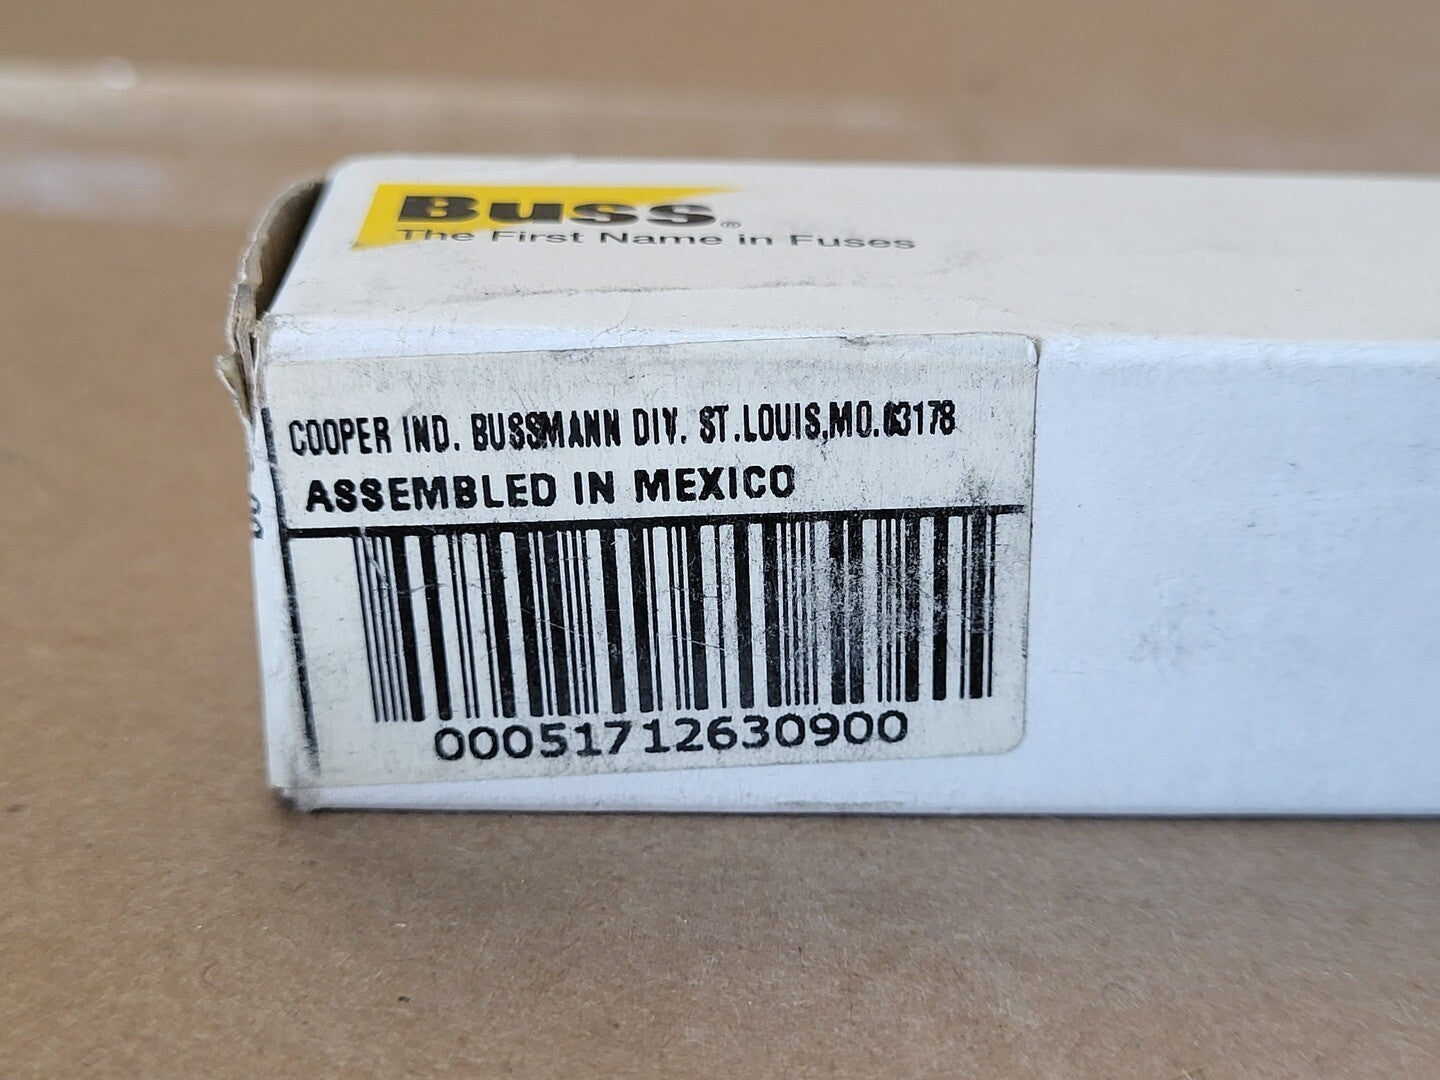 Buss®
The First Name in Fuses
COOPER IND. BUSSMANN DIV. ST.LOUIS,MO.63178
ASSEMBLED IN MEXICO
00051712630900